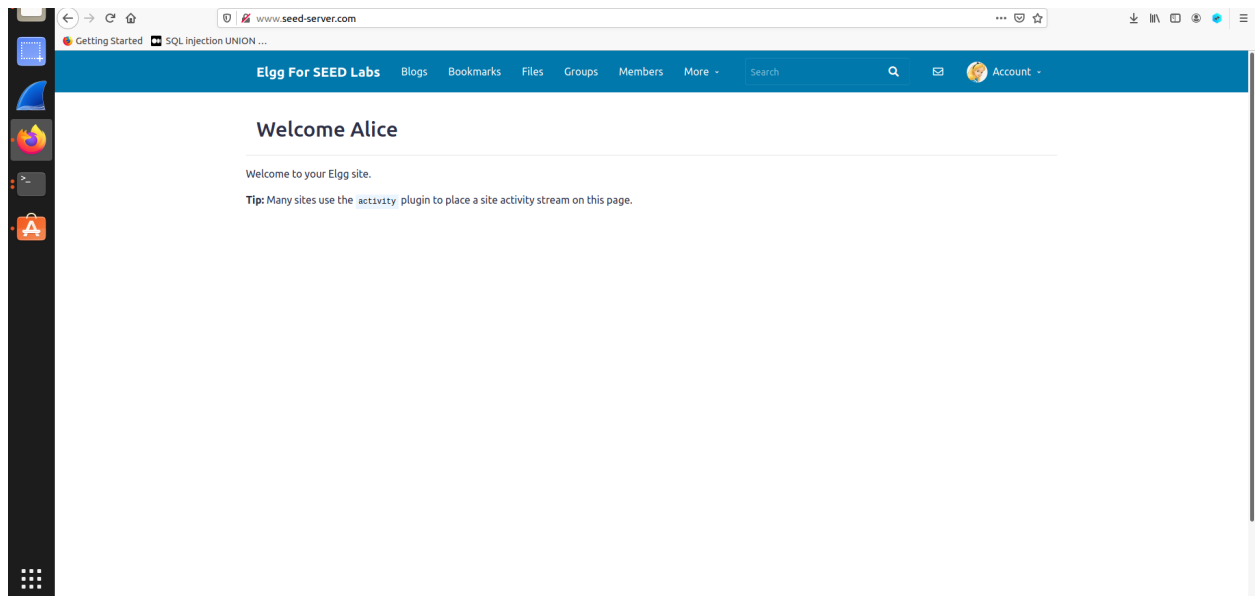 www.seed-server.com
Getting Started SQL injection UNION ...
Elgg For SEED Labs Blogs Bookmarks Files Groups Members More Search Account
Welcome Alice
Welcome to your Elgg site.
Tip: Many sites use the activity plugin to place a site activity stream on this page.